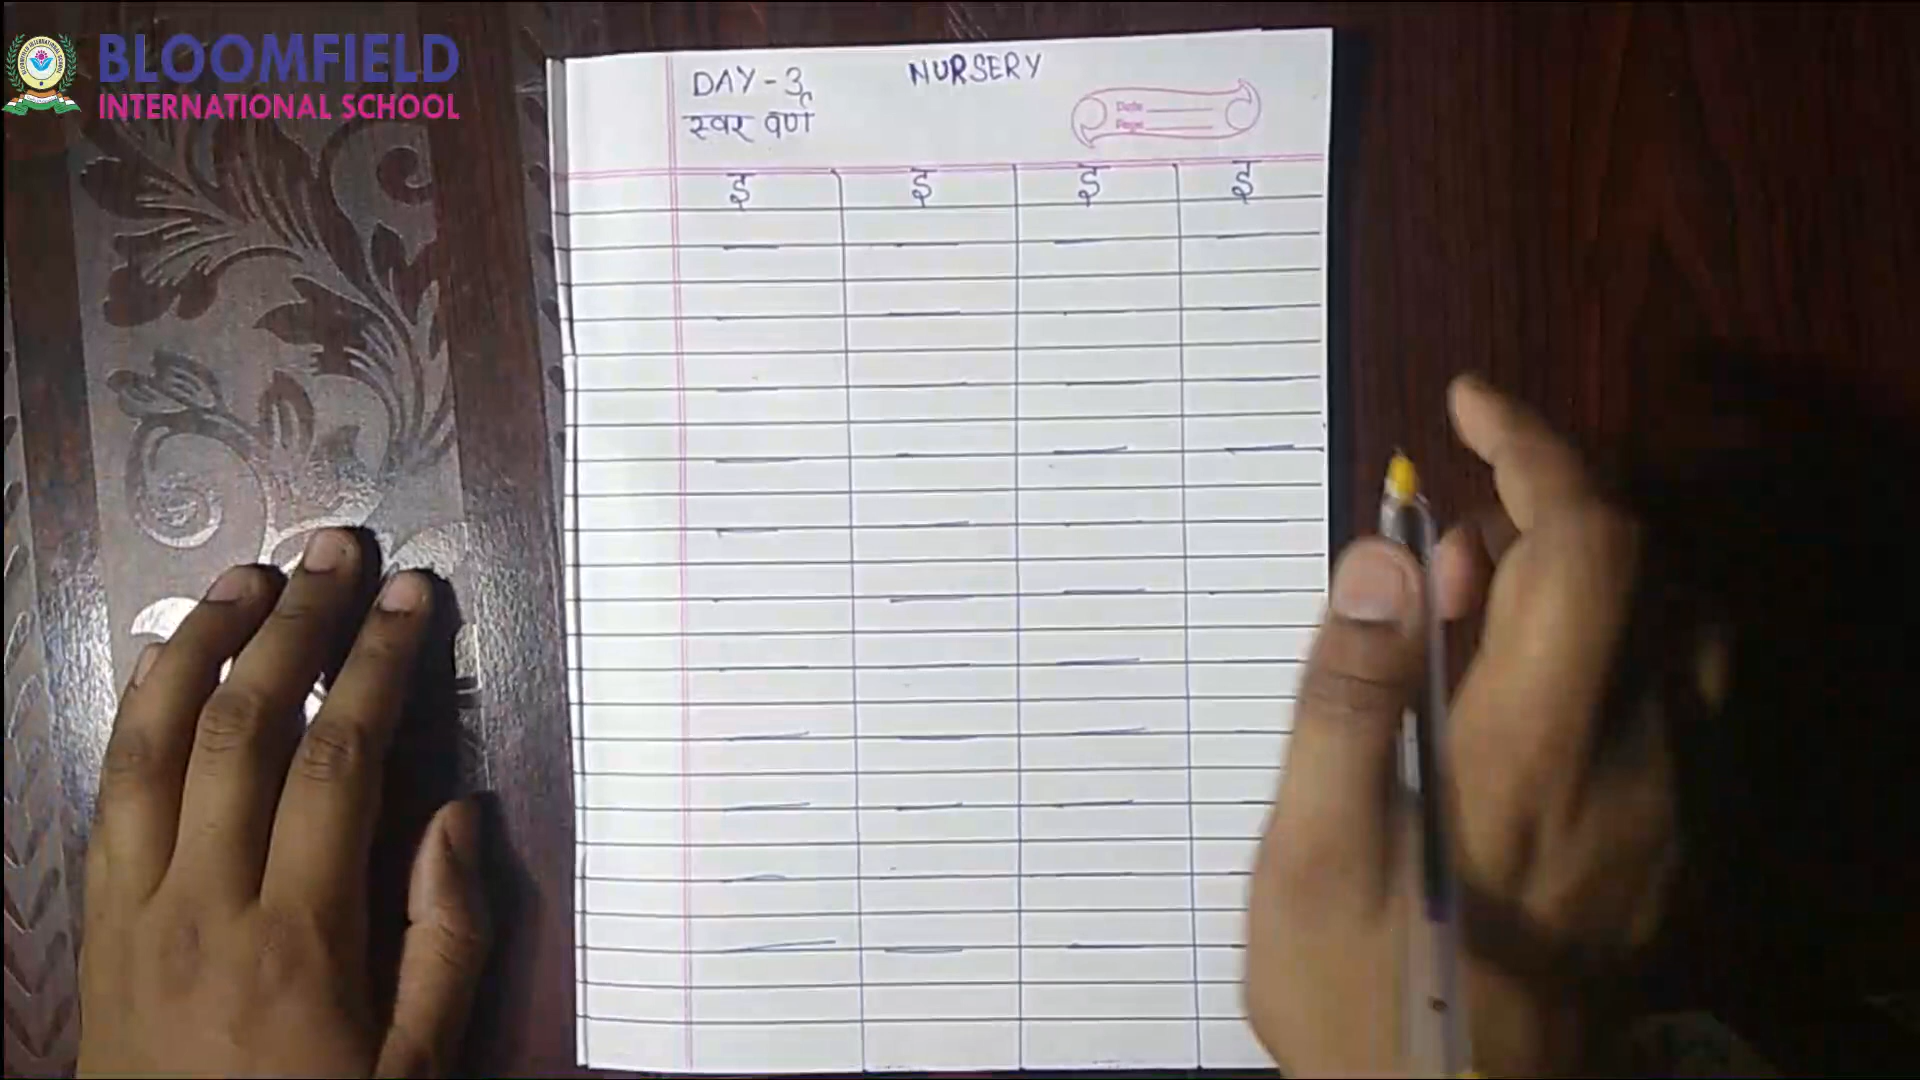 BLOOMFIELD
INTERNATIONAL SCHOOL
DAY - 3
NURSERY
स्वर वर्ण
Date
Page
इ इ इ इ